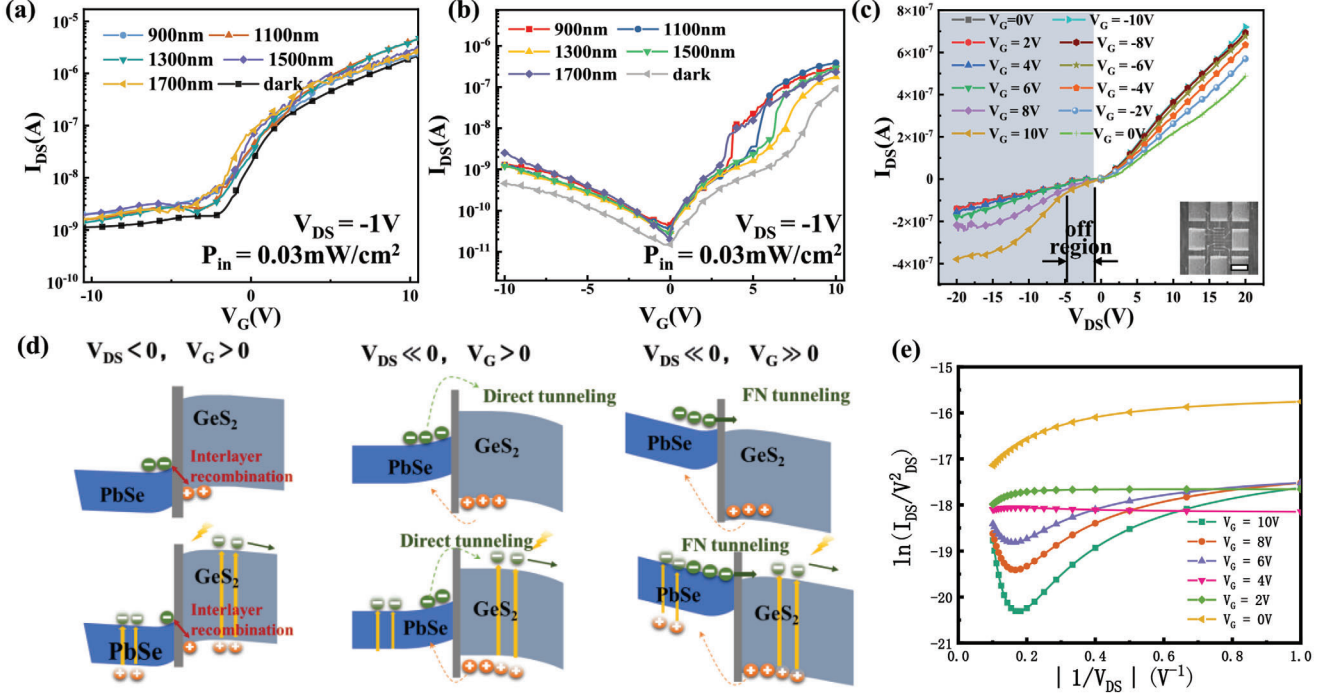 (a)
10⁻⁵
10⁻⁶
10⁻⁷
10⁻⁸
10⁻⁹
10⁻¹⁰
I_DS(A)
900nm
1100nm
1300nm
1500nm
1700nm
dark
V_DS = -1V
P_in = 0.03mW/cm²
-10
-5
0
5
10
V_G(V)
(b)
10⁻⁵
10⁻⁶
10⁻⁷
10⁻⁸
10⁻⁹
10⁻¹⁰
10⁻¹¹
I_DS(A)
900nm
1100nm
1300nm
1500nm
1700nm
dark
V_DS = -1V
P_in = 0.03mW/cm²
-10
-5
0
5
10
V_G(V)
(c)
8×10⁻⁷
6×10⁻⁷
4×10⁻⁷
2×10⁻⁷
0
-2×10⁻⁷
-4×10⁻⁷
I_DS(A)
V_G=0V
V_G = -10V
V_G = 2V
V_G = -8V
V_G = 4V
V_G = -6V
V_G = 6V
V_G = -4V
V_G = 8V
V_G = -2V
V_G = 10V
V_G = 0V
off
region
-20
-15
-10
-5
0
5
10
15
20
V_DS(V)
(d)
V_DS < 0, V_G > 0
V_DS ≪ 0, V_G > 0
V_DS ≪ 0, V_G ≫ 0
GeS₂
Interlayer
recombination
PbSe
Direct tunneling
GeS₂
PbSe
FN tunneling
PbSe
GeS₂
GeS₂
Interlayer
recombination
PbSe
Direct tunneling
GeS₂
PbSe
FN tunneling
PbSe
GeS₂
(e)
-15
-16
-17
-18
-19
-20
-21
ln(I_DS/V²_DS)
V_G = 10V
V_G = 8V
V_G = 6V
V_G = 4V
V_G = 2V
V_G = 0V
0.0
0.2
0.4
0.6
0.8
1.0
| 1/V_DS | (V⁻¹)